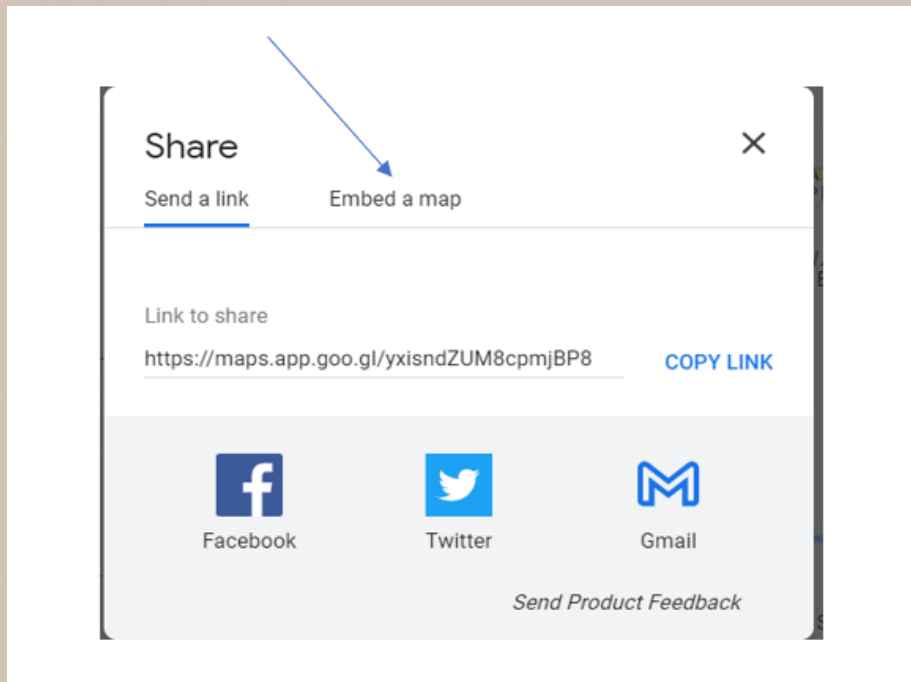 Share
Send a link
Embed a map
Link to share
https://maps.app.goo.gl/yxisndZUM8cpmjBP8
COPY LINK
Facebook
Twitter
Gmail
Send Product Feedback